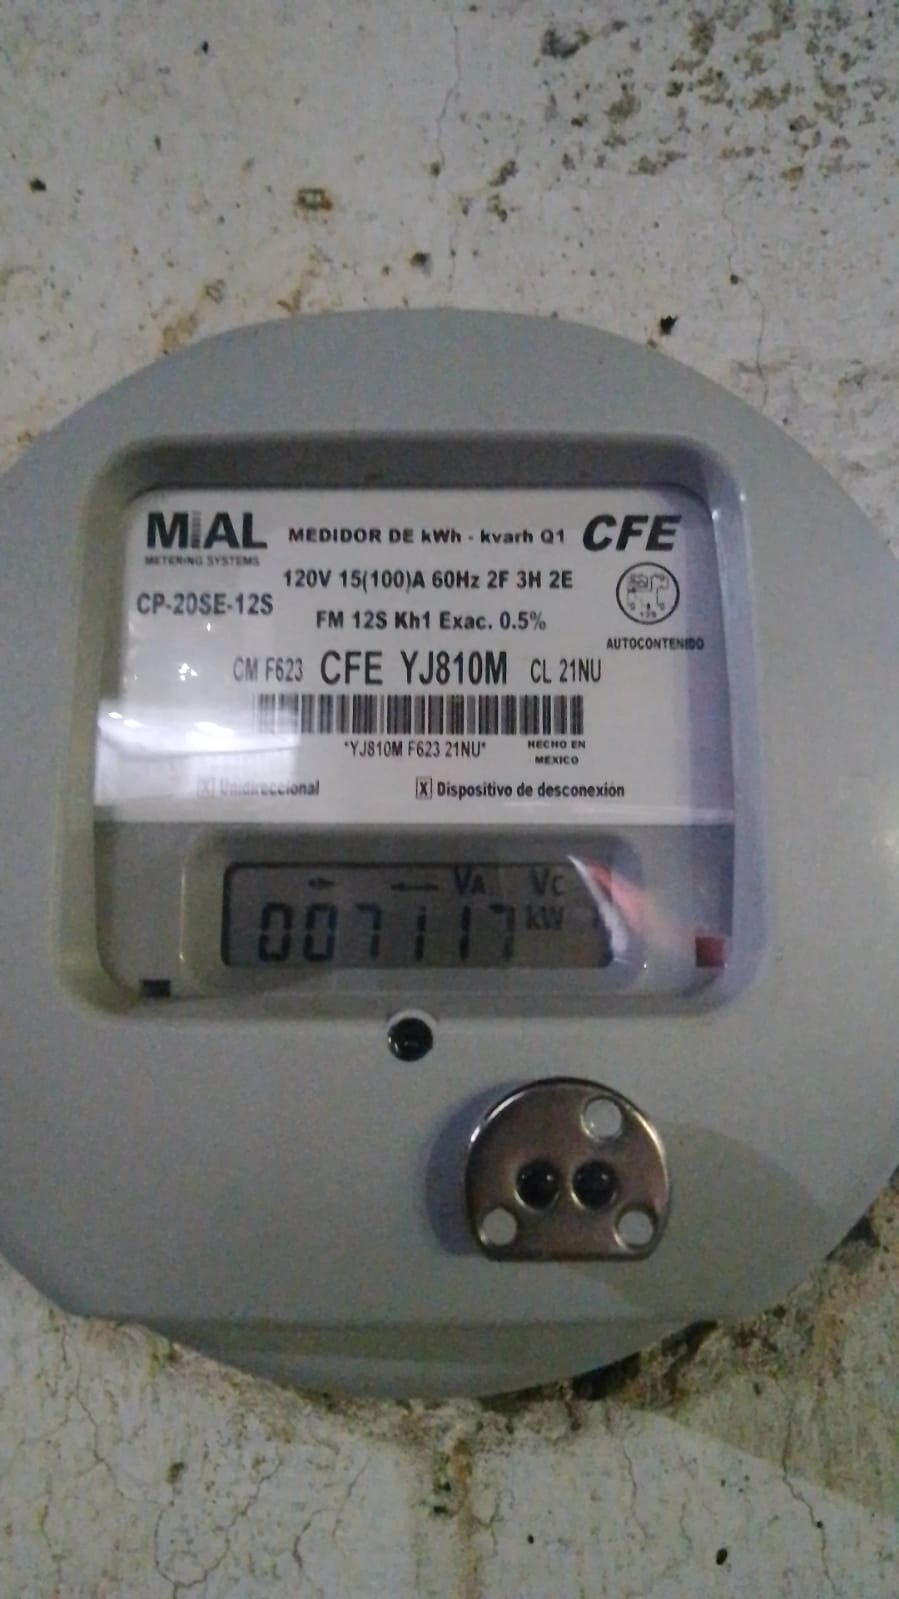 MIAL
METERING SYSTEMS
MEDIDOR DE kWh - kvarh Q1
CFE
120V 15(100)A 60Hz 2F 3H 2E
CP-20SE-12S
FM 12S Kh1 Exac. 0.5%
AUTOCONTENIDO
CM F623 CFE YJ810M CL 21NU
*YJ810M F623 21NU*
HECHO EN
MEXICO
X Unidireccional
X Dispositivo de desconexión
VA VC
007117 kW